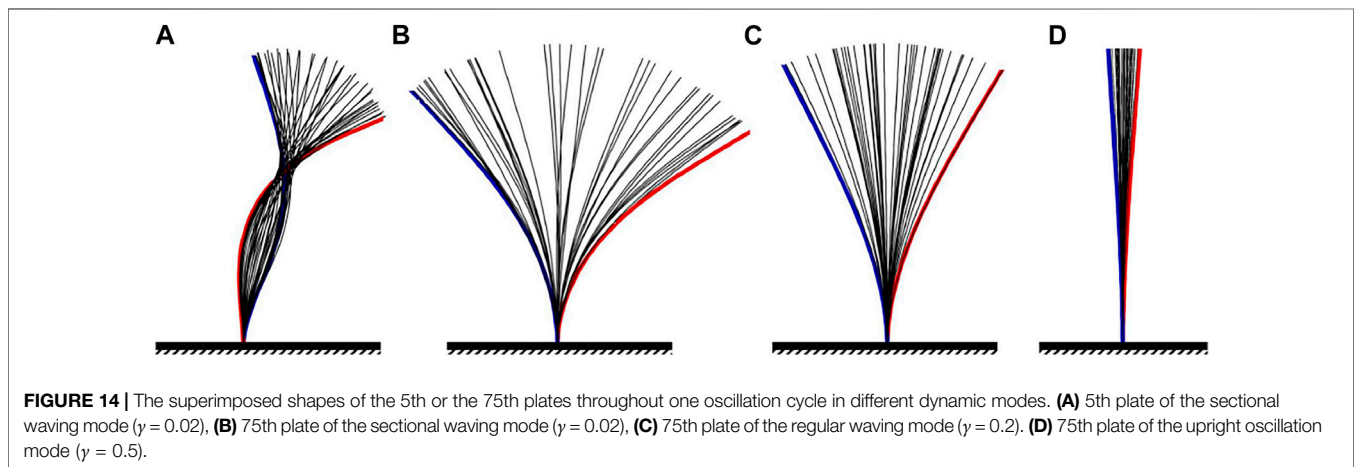 A B C D
FIGURE 14 | The superimposed shapes of the 5th or the 75th plates throughout one oscillation cycle in different dynamic modes. (A) 5th plate of the sectional
waving mode (γ = 0.02), (B) 75th plate of the sectional waving mode (γ = 0.02), (C) 75th plate of the regular waving mode (γ = 0.2). (D) 75th plate of the upright oscillation
mode (γ = 0.5).